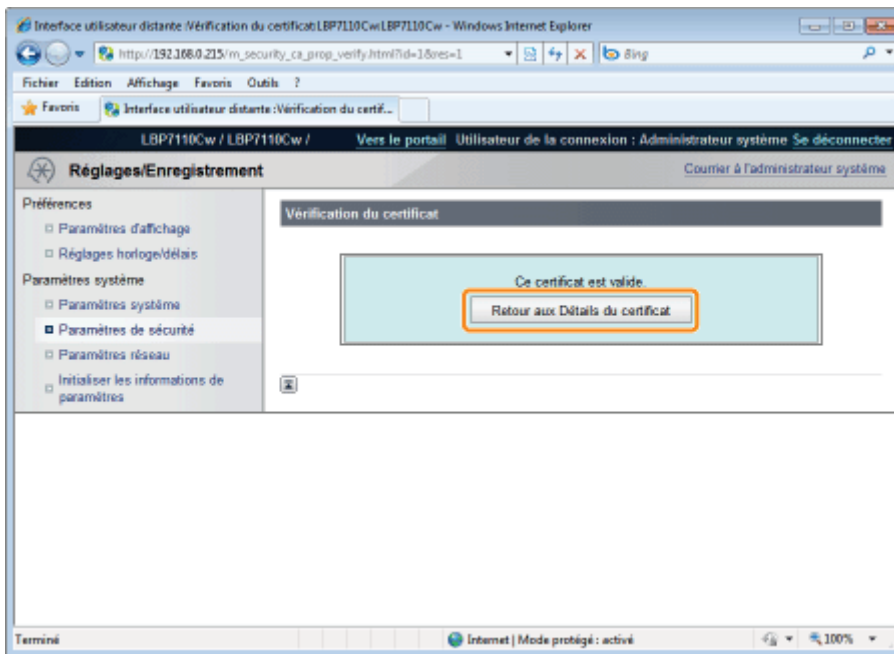 Interface utilisateur distante :Vérification du certificat:LBP7110Cw:LBP7110Cw - Windows Internet Explorer
http://192.168.0.215/m_security_ca_prop_verify.html?id=1&res=1
Bing
Fichier Edition Affichage Favoris Outils ?
Favoris
Interface utilisateur distante :Vérification du certif...
LBP7110Cw / LBP7110Cw /
Vers le portail Utilisateur de la connexion : Administrateur système Se déconnecter
Réglages/Enregistrement
Courrier à l'administrateur système
Préférences
Paramètres d'affichage
Réglages horloge/délais
Paramètres système
Paramètres système
Paramètres de sécurité
Paramètres réseau
Initialiser les informations de
paramètres
Vérification du certificat
Ce certificat est valide.
Retour aux Détails du certificat
Terminé
Internet | Mode protégé : activé
100%